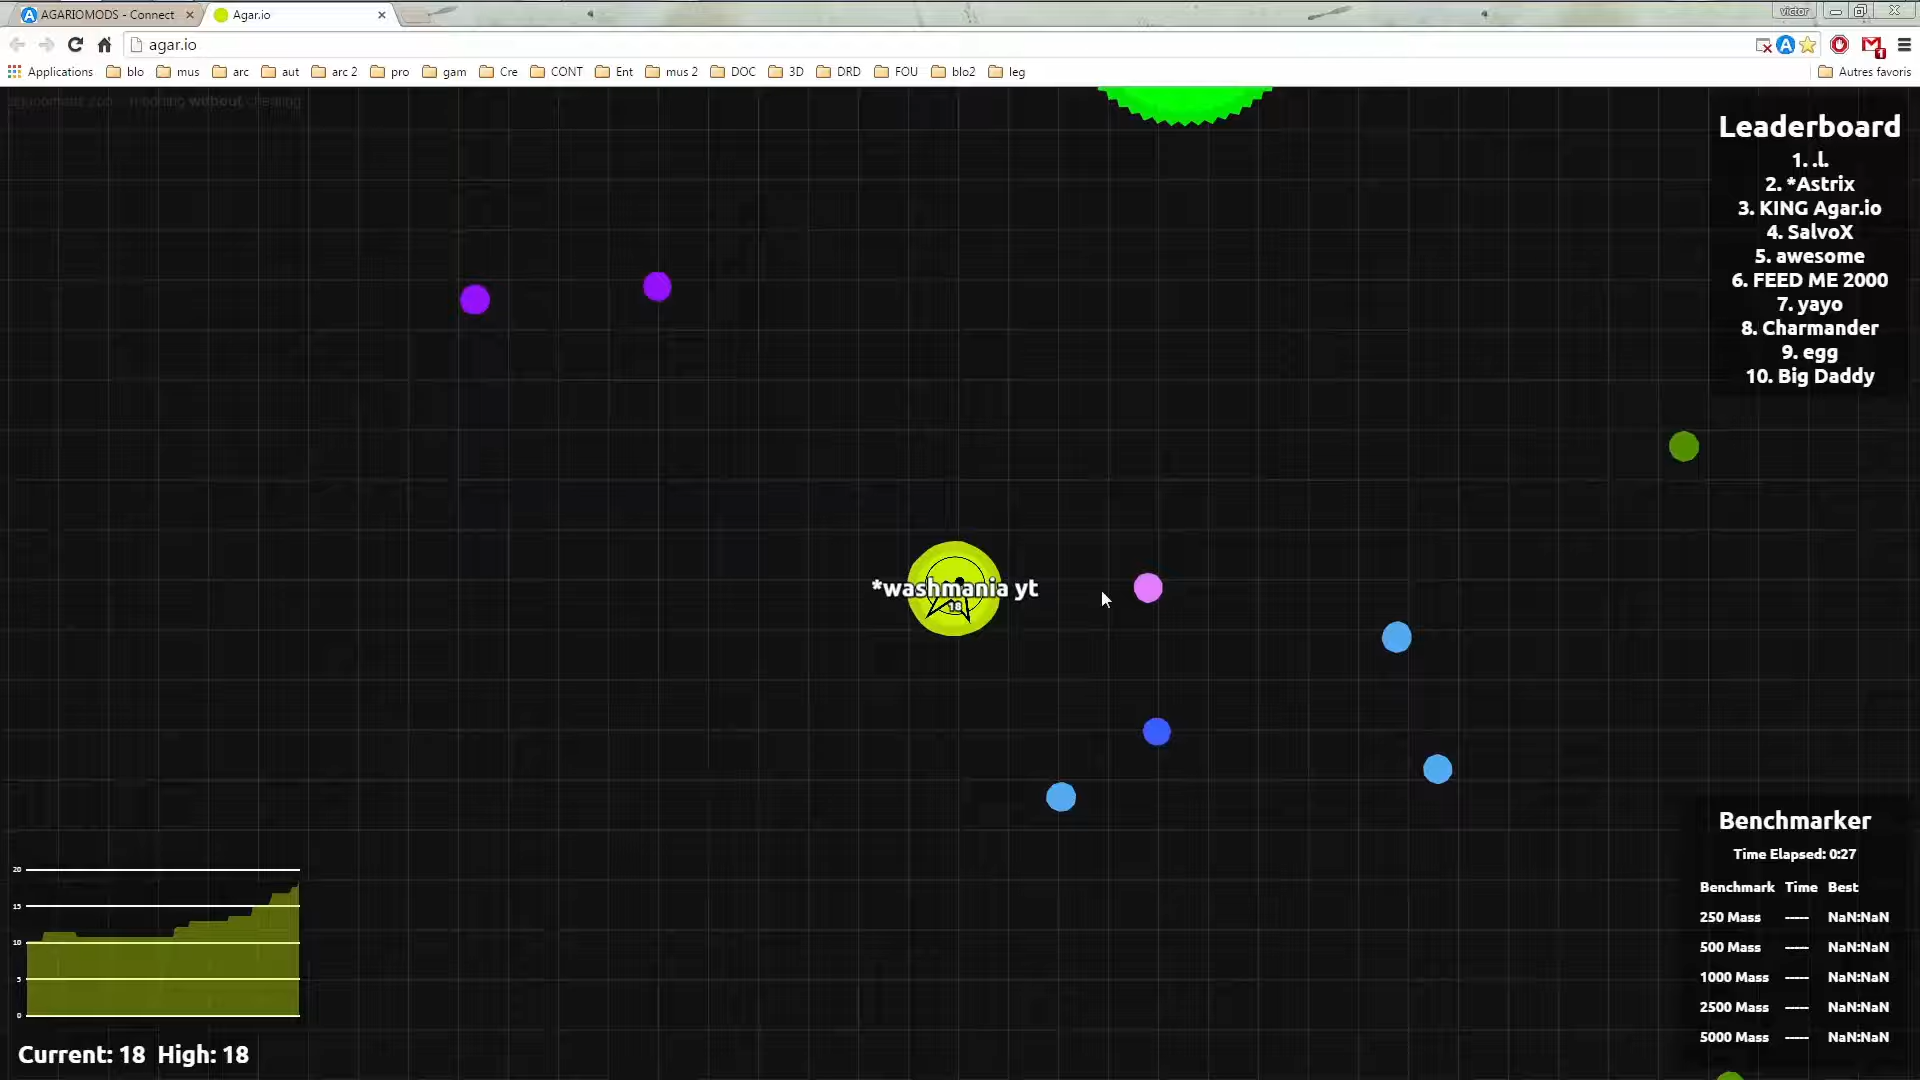 AGARIOMODS - Connect
Agar.io
victor
agar.io
1
Applications blo mus arc aut arc 2 pro gam Cre CONT Ent mus 2 DOC 3D DRD FOU blo2 leg Autres favoris
without cheating
Leaderboard
1. .l.
2. *Astrix
3. KING Agar.io
4. SalvoX
5. awesome
6. FEED ME 2000
7. yayo
8. Charmander
9. egg
10. Big Daddy
*washmania yt
18
Benchmarker
Time Elapsed: 0:27
Benchmark Time Best
250 Mass ----- NaN:NaN
500 Mass ----- NaN:NaN
1000 Mass ----- NaN:NaN
2500 Mass ----- NaN:NaN
5000 Mass ----- NaN:NaN
20
15
10
5
0
Current: 18 High: 18